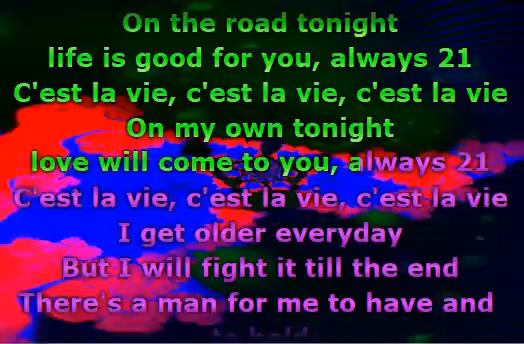 On the road tonight
life is good for you, always 21
C'est la vie, c'est la vie, c'est la vie
On my own tonight
love will come to you, always 21
C'est la vie, c'est la vie, c'est la vie
I get older everyday
But I will fight it till the end
There's a man for me to have and
to hold